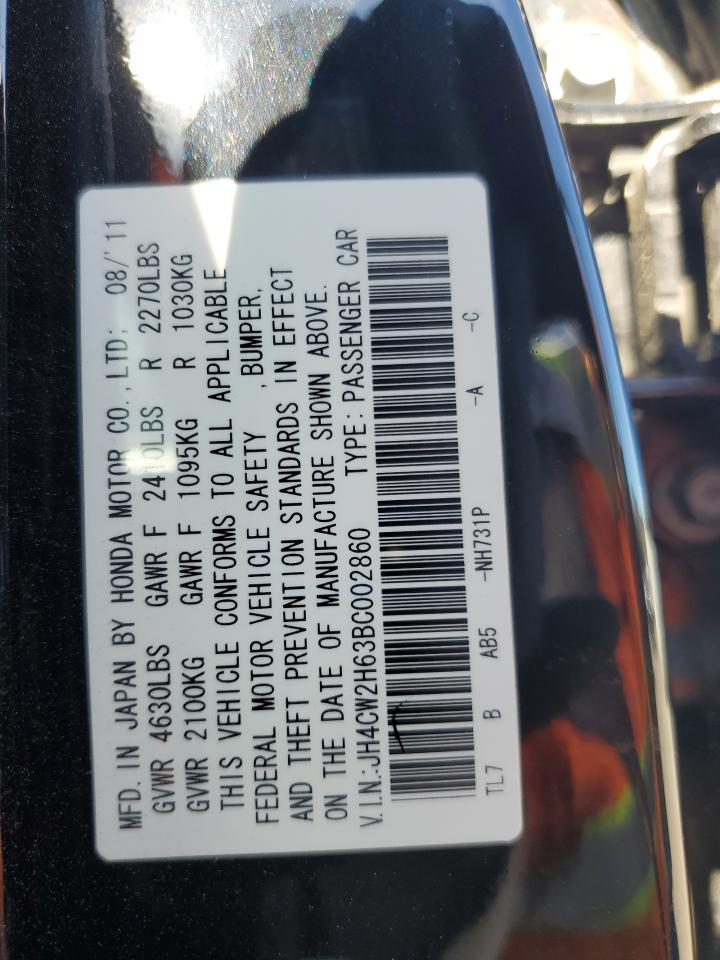 MFD. IN JAPAN BY HONDA MOTOR CO., LTD; 08/'11
GVWR 4630LBS GAWR F 2410LBS R 2270LBS
GVWR 2100KG GAWR F 1095KG R 1030KG
THIS VEHICLE CONFORMS TO ALL APPLICABLE
FEDERAL MOTOR VEHICLE SAFETY ,BUMPER,
AND THEFT PREVENTION STANDARDS IN EFFECT
ON THE DATE OF MANUFACTURE SHOWN ABOVE.
V.I.N.:JH4CW2H63BC002860 TYPE:PASSENGER CAR
TL7 B AB5 -NH731P -A -C